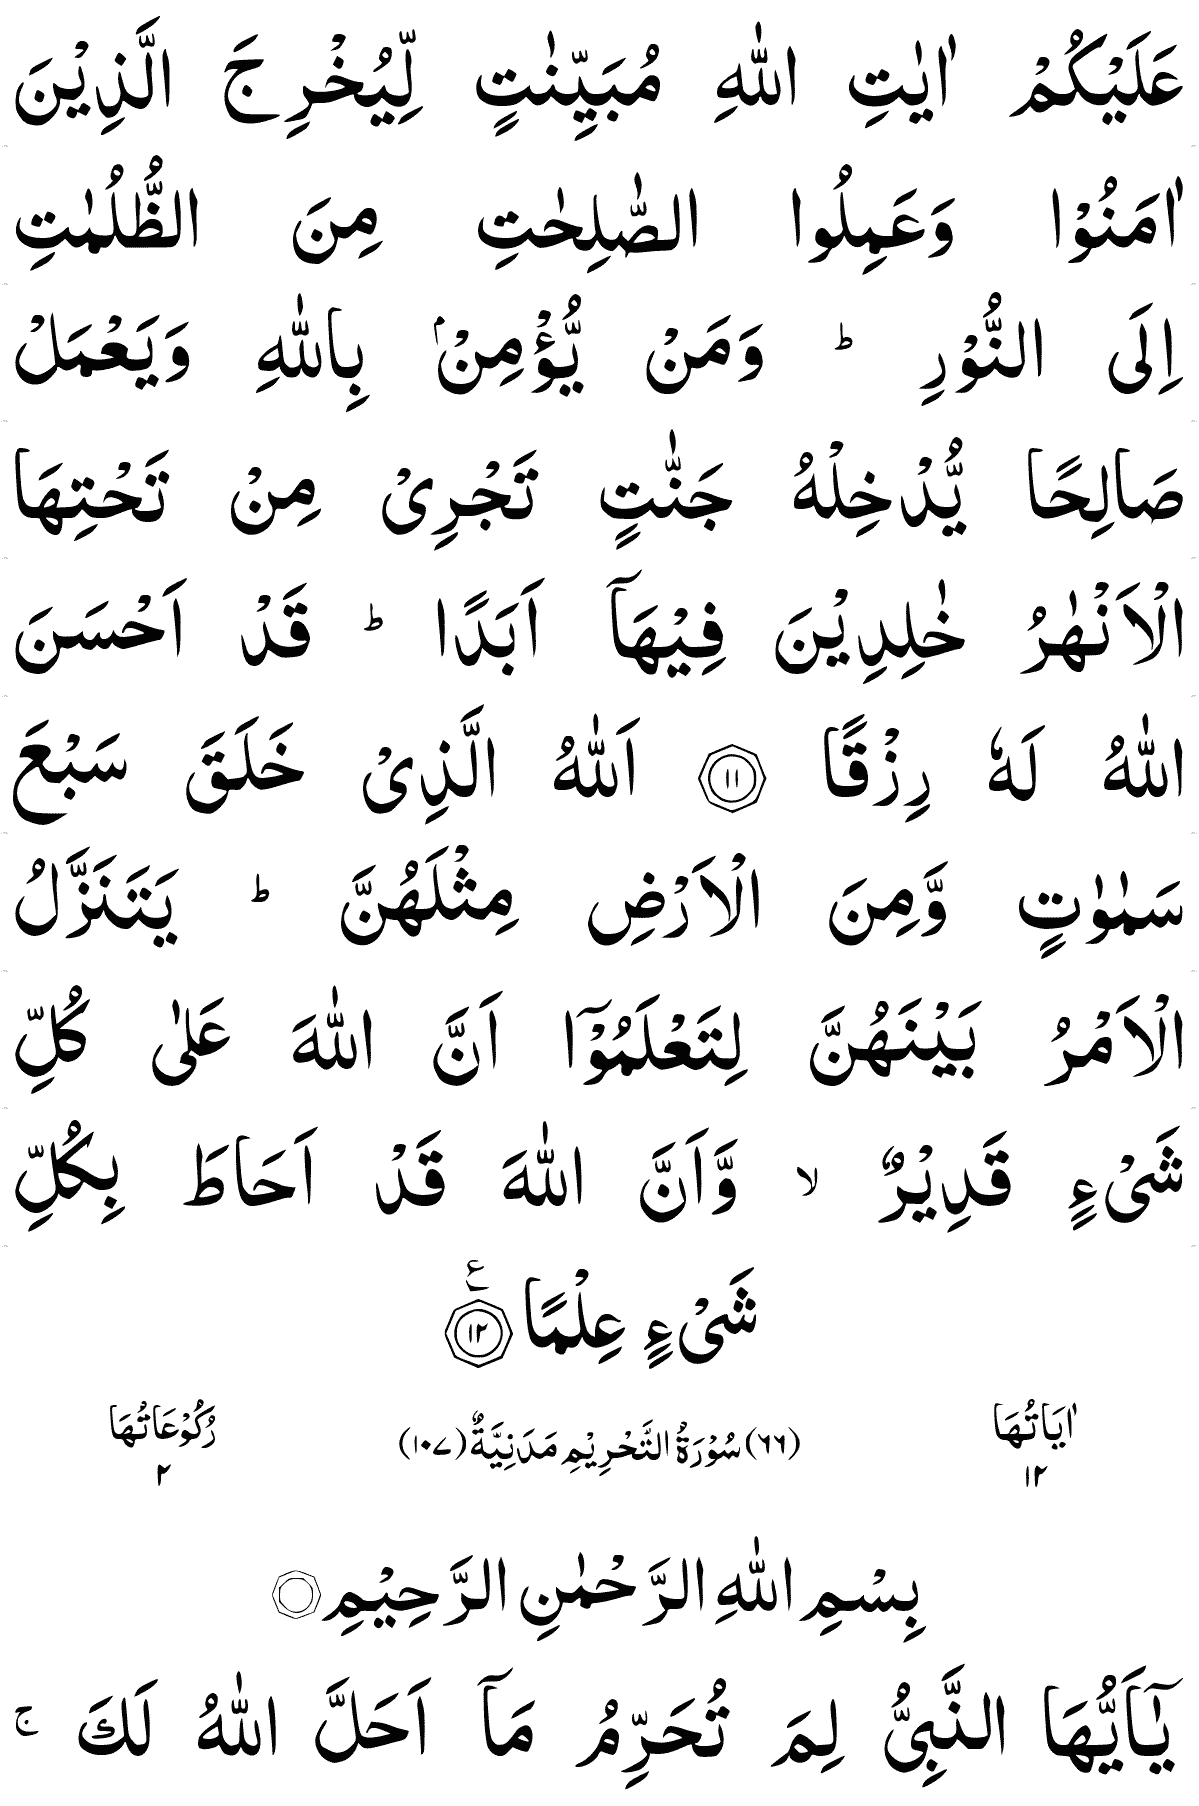 عَلَيْكُمْ اٰيٰتِ اللّٰهِ مُبَيِّنٰتٍ لِّيُخْرِجَ الَّذِيْنَ
اٰمَنُوْا وَعَمِلُوا الصّٰلِحٰتِ مِنَ الظُّلُمٰتِ
اِلَى النُّوْرِ ؕ وَمَنْ يُّؤْمِنْۢ بِاللّٰهِ وَيَعْمَلْ
صَالِحًا يُّدْخِلْهُ جَنّٰتٍ تَجْرِىْ مِنْ تَحْتِهَا
الْاَنْهٰرُ خٰلِدِيْنَ فِيْهَاۤ اَبَدًا ؕ قَدْ اَحْسَنَ
اللّٰهُ لَهٗ رِزْقًا ﴿۱۱﴾ اَللّٰهُ الَّذِىْ خَلَقَ سَبْعَ
سَمٰوٰتٍ وَّمِنَ الْاَرْضِ مِثْلَهُنَّ ؕ يَتَنَزَّلُ
الْاَمْرُ بَيْنَهُنَّ لِتَعْلَمُوْۤا اَنَّ اللّٰهَ عَلٰى كُلِّ
شَىْءٍ قَدِيْرٌ ۙ وَّاَنَّ اللّٰهَ قَدْ اَحَاطَ بِكُلِّ
شَىْءٍ عِلْمًا ﴿۱۲﴾ ع
اٰيَاتُهَا ۱۲ (۶۶) سُوْرَةُ التَّحْرِيْمِ مَدَنِيَّةٌ (۱۰۷) رُكُوْعَاتُهَا ۲
بِسْمِ اللّٰهِ الرَّحْمٰنِ الرَّحِيْمِ
يٰۤاَيُّهَا النَّبِىُّ لِمَ تُحَرِّمُ مَاۤ اَحَلَّ اللّٰهُ لَكَ ۚ